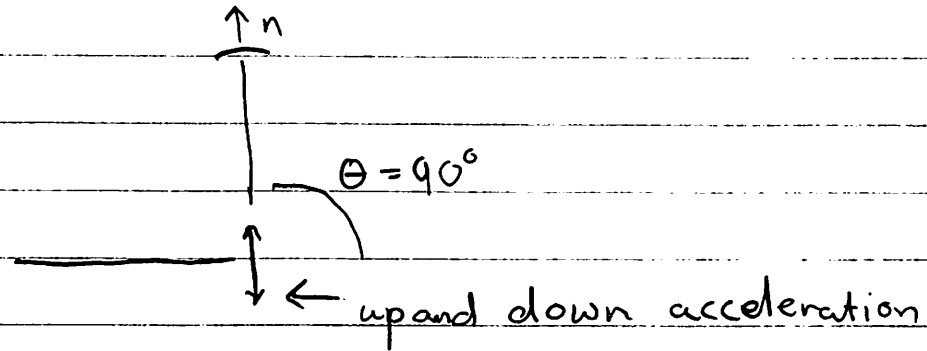 n
θ = 90°
upand down acceleration